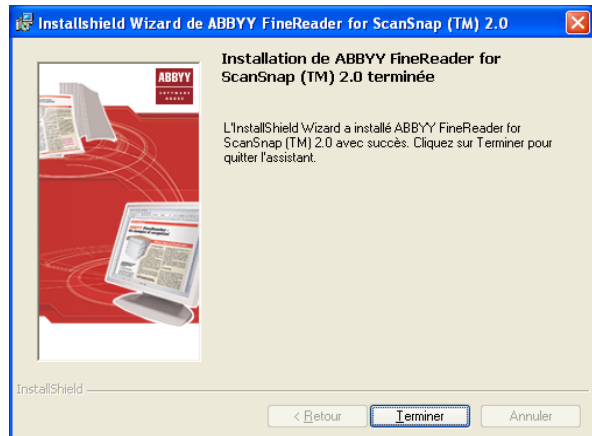 Installshield Wizard de ABBYY FineReader for ScanSnap (TM) 2.0
ABBYY
SOFTWARE
HOUSE
Installation de ABBYY FineReader for
ScanSnap (TM) 2.0 terminée
L'InstallShield Wizard a installé ABBYY FineReader for
ScanSnap (TM) 2.0 avec succès. Cliquez sur Terminer pour
quitter l'assistant.
InstallShield
< Retour
Terminer
Annuler